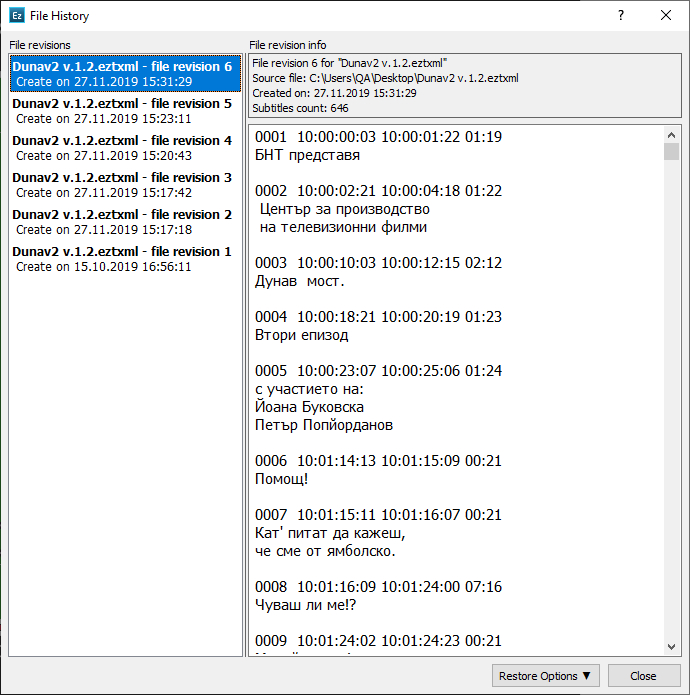 Ez File History
File revisions
Dunav2 v.1.2.eztxml - file revision 6
Create on 27.11.2019 15:31:29
Dunav2 v.1.2.eztxml - file revision 5
Create on 27.11.2019 15:23:11
Dunav2 v.1.2.eztxml - file revision 4
Create on 27.11.2019 15:20:43
Dunav2 v.1.2.eztxml - file revision 3
Create on 27.11.2019 15:17:42
Dunav2 v.1.2.eztxml - file revision 2
Create on 27.11.2019 15:17:18
Dunav2 v.1.2.eztxml - file revision 1
Create on 15.10.2019 16:56:11
File revision info
File revision 6 for "Dunav2 v.1.2.eztxml"
Source file: C:\Users\QA\Desktop\Dunav2 v.1.2.eztxml
Created on: 27.11.2019 15:31:29
Subtitles count: 646
0001 10:00:00:03 10:00:01:22 01:19
БНТ представя
0002 10:00:02:21 10:00:04:18 01:22
Център за производство
на телевизионни филми
0003 10:00:10:03 10:00:12:15 02:12
Дунав мост.
0004 10:00:18:21 10:00:20:19 01:23
Втори епизод
0005 10:00:23:07 10:00:25:06 01:24
с участието на:
Йоана Буковска
Петър Попйорданов
0006 10:01:14:13 10:01:15:09 00:21
Помощ!
0007 10:01:15:11 10:01:16:07 00:21
Кат' питат да кажеш,
че сме от ямболско.
0008 10:01:16:09 10:01:24:00 07:16
Чуваш ли ме!?
0009 10:01:24:02 10:01:24:23 00:21
Restore Options ▼
Close